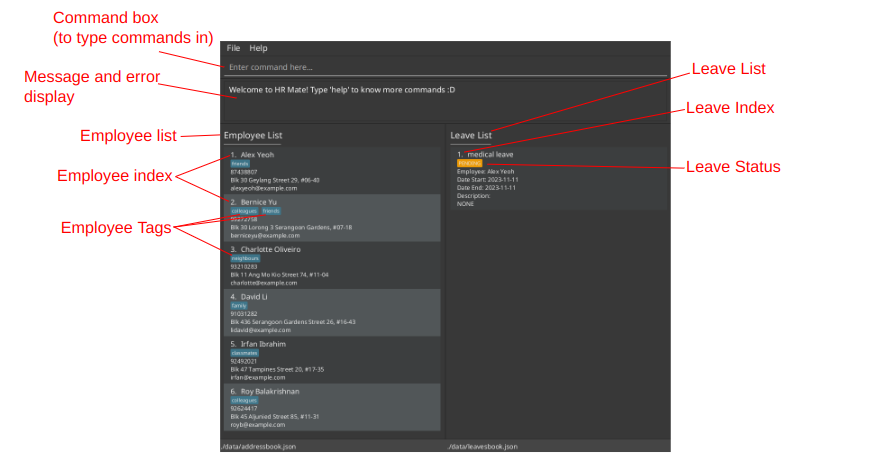 Command box
(to type commands in)
File Help
Enter command here...
Message and error
display
Welcome to HR Mate! Type 'help' to know more commands :D
Leave List
Leave Index
Employee list
Employee List
Leave List
1. Alex Yeoh
friends
87438807
Blk 30 Geylang Street 29, #06-40
alexyeoh@example.com
1. medical leave
PENDING
Employee: Alex Yeoh
Date Start: 2023-11-11
Date End: 2023-11-11
Description:
NONE
Leave Status
Employee index
2. Bernice Yu
colleagues friends
Blk 30 Lorong 3 Serangoon Gardens, #07-18
berniceyu@example.com
Employee Tags
3. Charlotte Oliveiro
neighbours
93210283
Blk 11 Ang Mo Kio Street 74, #11-04
charlotte@example.com
4. David Li
family
91031282
Blk 436 Serangoon Gardens Street 26, #16-43
lidavid@example.com
5. Irfan Ibrahim
classmates
92492021
Blk 47 Tampines Street 20, #17-35
irfan@example.com
6. Roy Balakrishnan
colleagues
92624417
Blk 45 Aljunied Street 85, #11-31
royb@example.com
./data/addressbook.json
./data/leavesbook.json